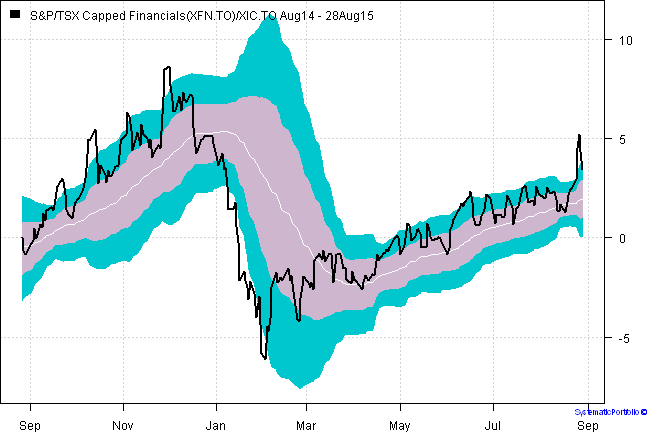 S&P/TSX Capped Financials(XFN.TO)/XIC.TO Aug14 - 28Aug15
10
5
0
-5
SystematicPortfolio ©
Sep Nov Jan Mar May Jul Sep